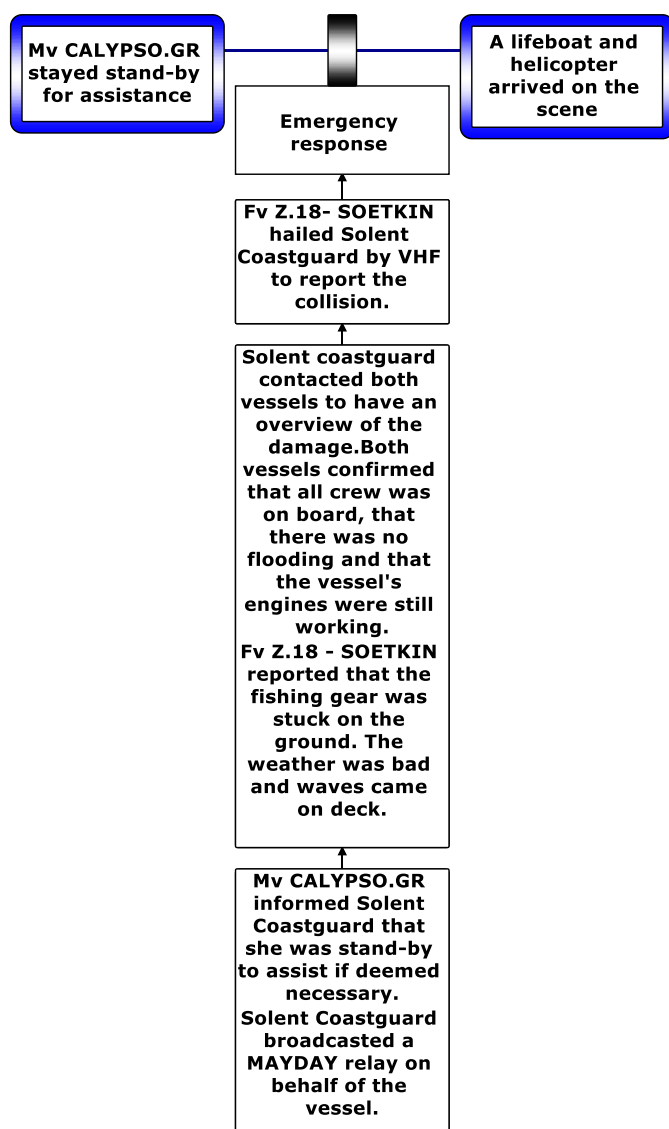 Mv CALYPSO.GR
stayed stand-by
for assistance
A lifeboat and
helicopter
arrived on the
scene
Emergency
response
Fv Z.18- SOETKIN
hailed Solent
Coastguard by VHF
to report the
collision.
Solent coastguard
contacted both
vessels to have an
overview of the
damage.Both
vessels confirmed
that all crew was
on board, that
there was no
flooding and that
the vessel's
engines were still
working.
Fv Z.18 - SOETKIN
reported that the
fishing gear was
stuck on the
ground. The
weather was bad
and waves came
on deck.
Mv CALYPSO.GR
informed Solent
Coastguard that
she was stand-by
to assist if deemed
necessary.
Solent Coastguard
broadcasted a
MAYDAY relay on
behalf of the
vessel.